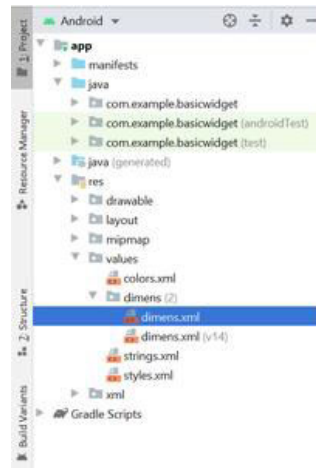 Android
1: Project
app
manifests
java
com.example.basicwidget
com.example.basicwidget (androidTest)
com.example.basicwidget (test)
java (generated)
res
drawable
layout
mipmap
values
colors.xml
dimens (2)
dimens.xml
dimens.xml (v14)
strings.xml
styles.xml
xml
Gradle Scripts
Resource Manager
Z: Structure
Build Variants